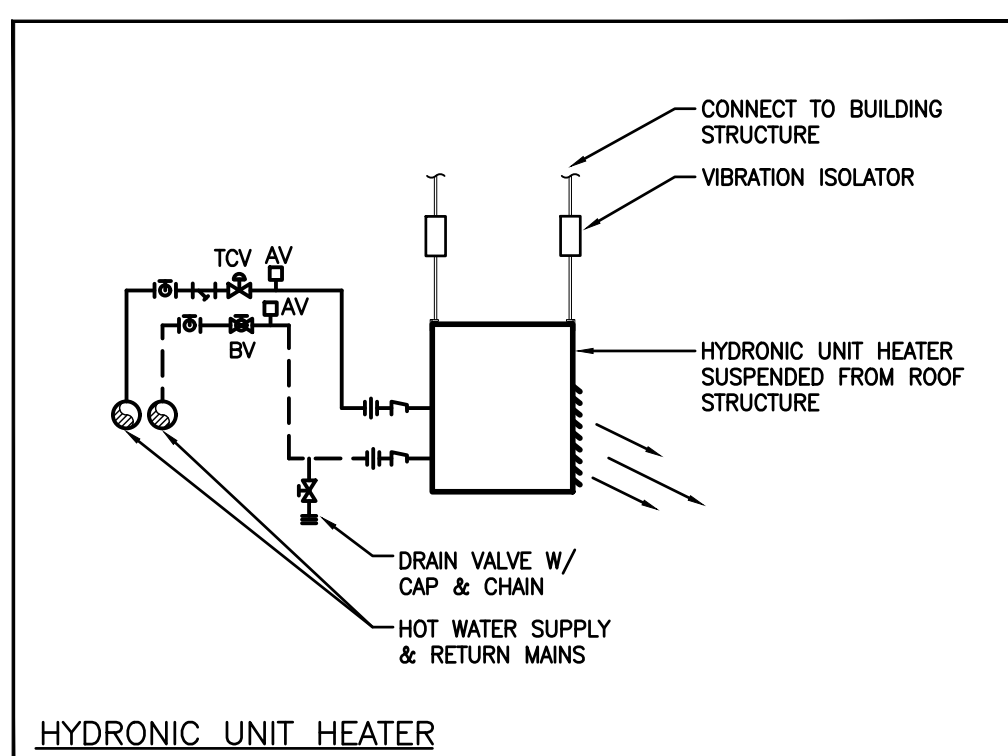 CONNECT TO BUILDING
STRUCTURE
VIBRATION ISOLATOR
TCV
AV
AV
BV
HYDRONIC UNIT HEATER
SUSPENDED FROM ROOF
STRUCTURE
DRAIN VALVE W/
CAP & CHAIN
HOT WATER SUPPLY
& RETURN MAINS
HYDRONIC UNIT HEATER